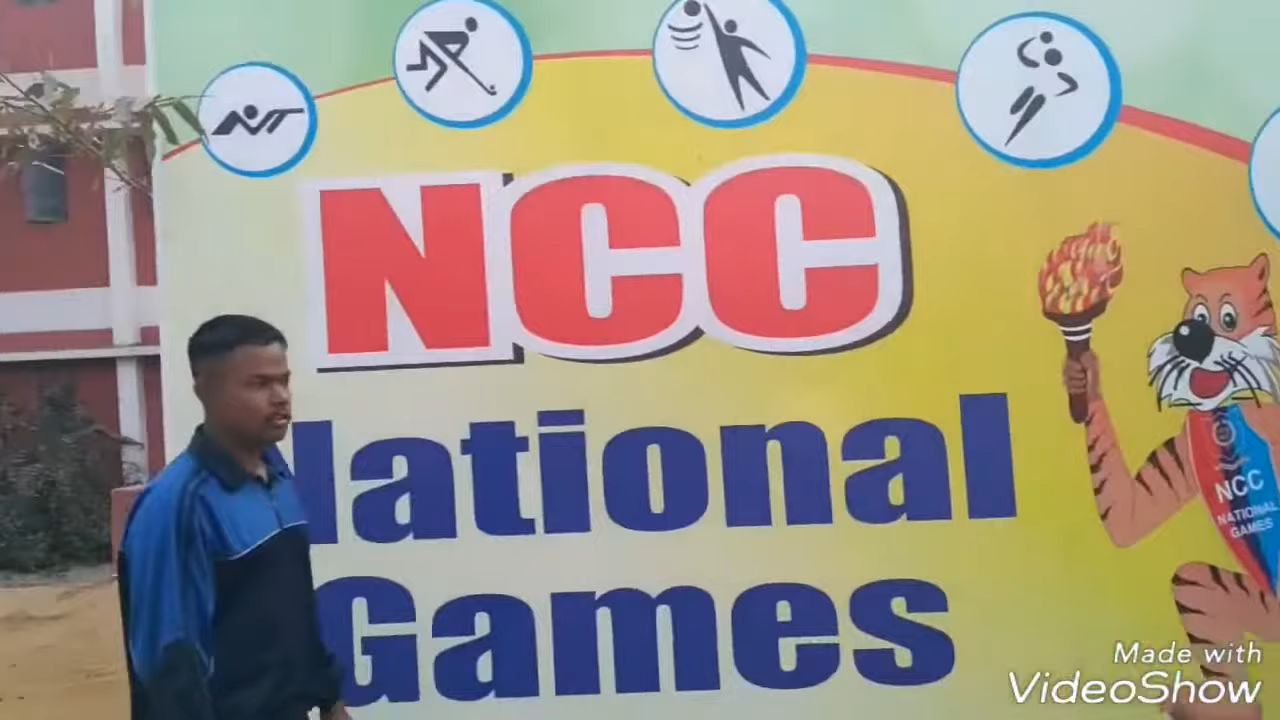 NCC
National
Games
NCC
NATIONAL
GAMES
Made with
VideoShow